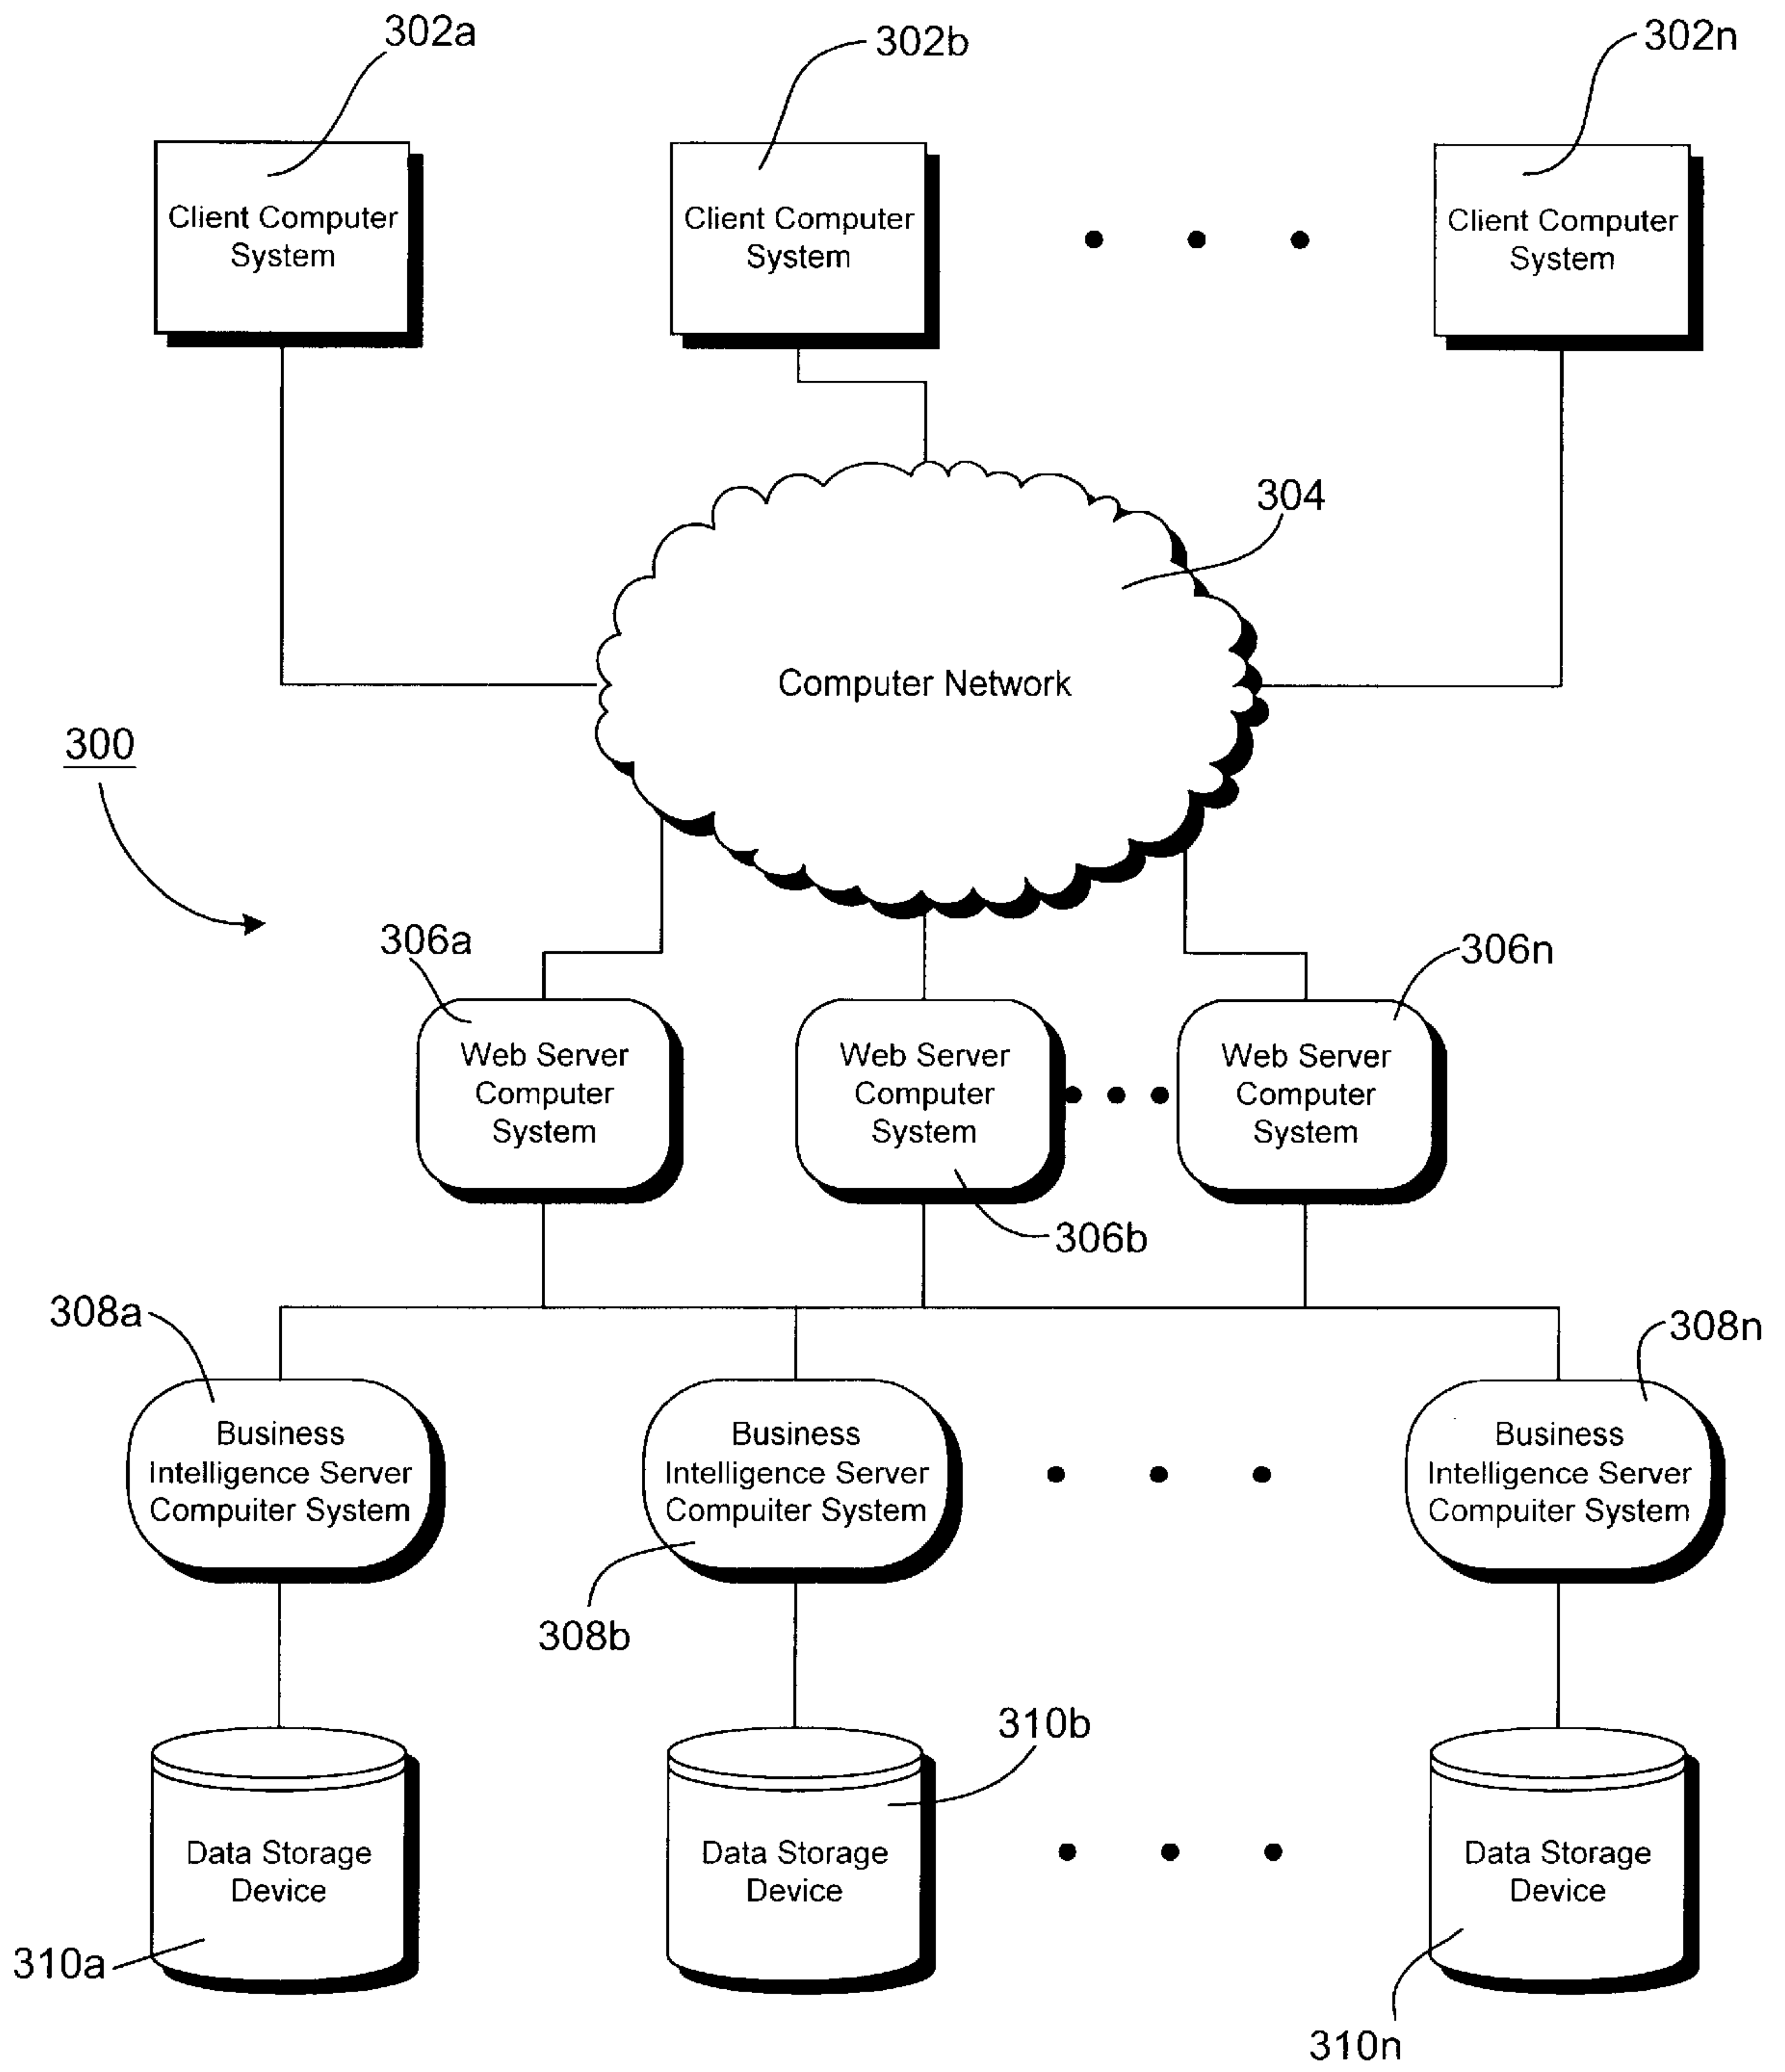 302a
302b
302n
Client Computer
System
Client Computer
System
Client Computer
System
304
Computer Network
300
306a
306n
Web Server
Computer
System
Web Server
Computer
System
Web Server
Computer
System
306b
308a
308n
Business
Intelligence Server
Compuiter System
Business
Intelligence Server
Compuiter System
Business
Intelligence Server
Compuiter System
308b
310b
Data Storage
Device
Data Storage
Device
Data Storage
Device
310a
310n